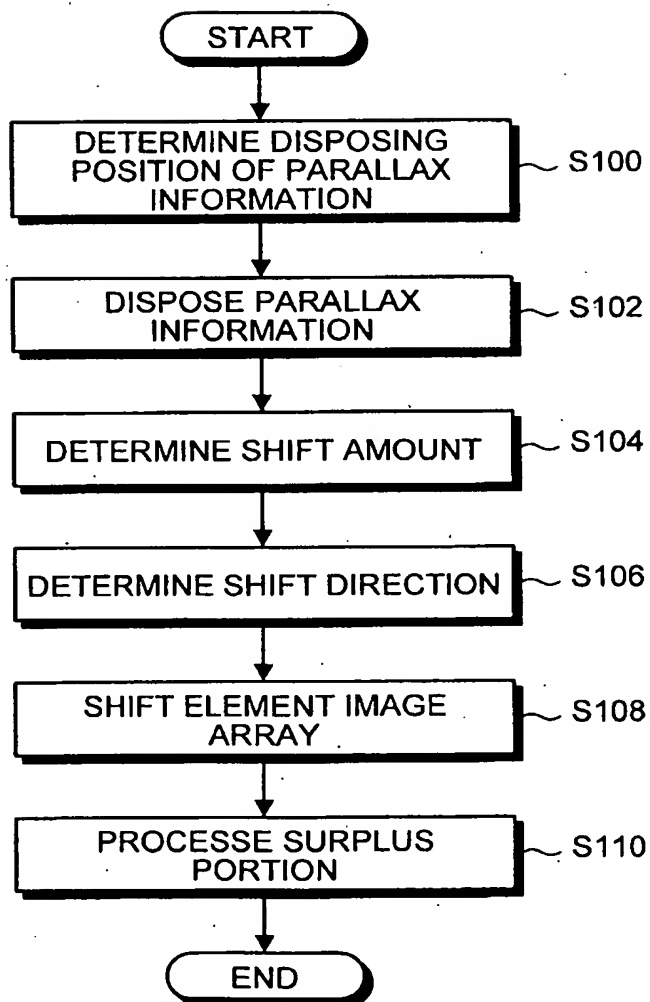 START
DETERMINE DISPOSING
POSITION OF PARALLAX
INFORMATION
S100
DISPOSE PARALLAX
INFORMATION
S102
DETERMINE SHIFT AMOUNT
S104
DETERMINE SHIFT DIRECTION
S106
SHIFT ELEMENT IMAGE
ARRAY
S108
PROCESSE SURPLUS
PORTION
S110
END